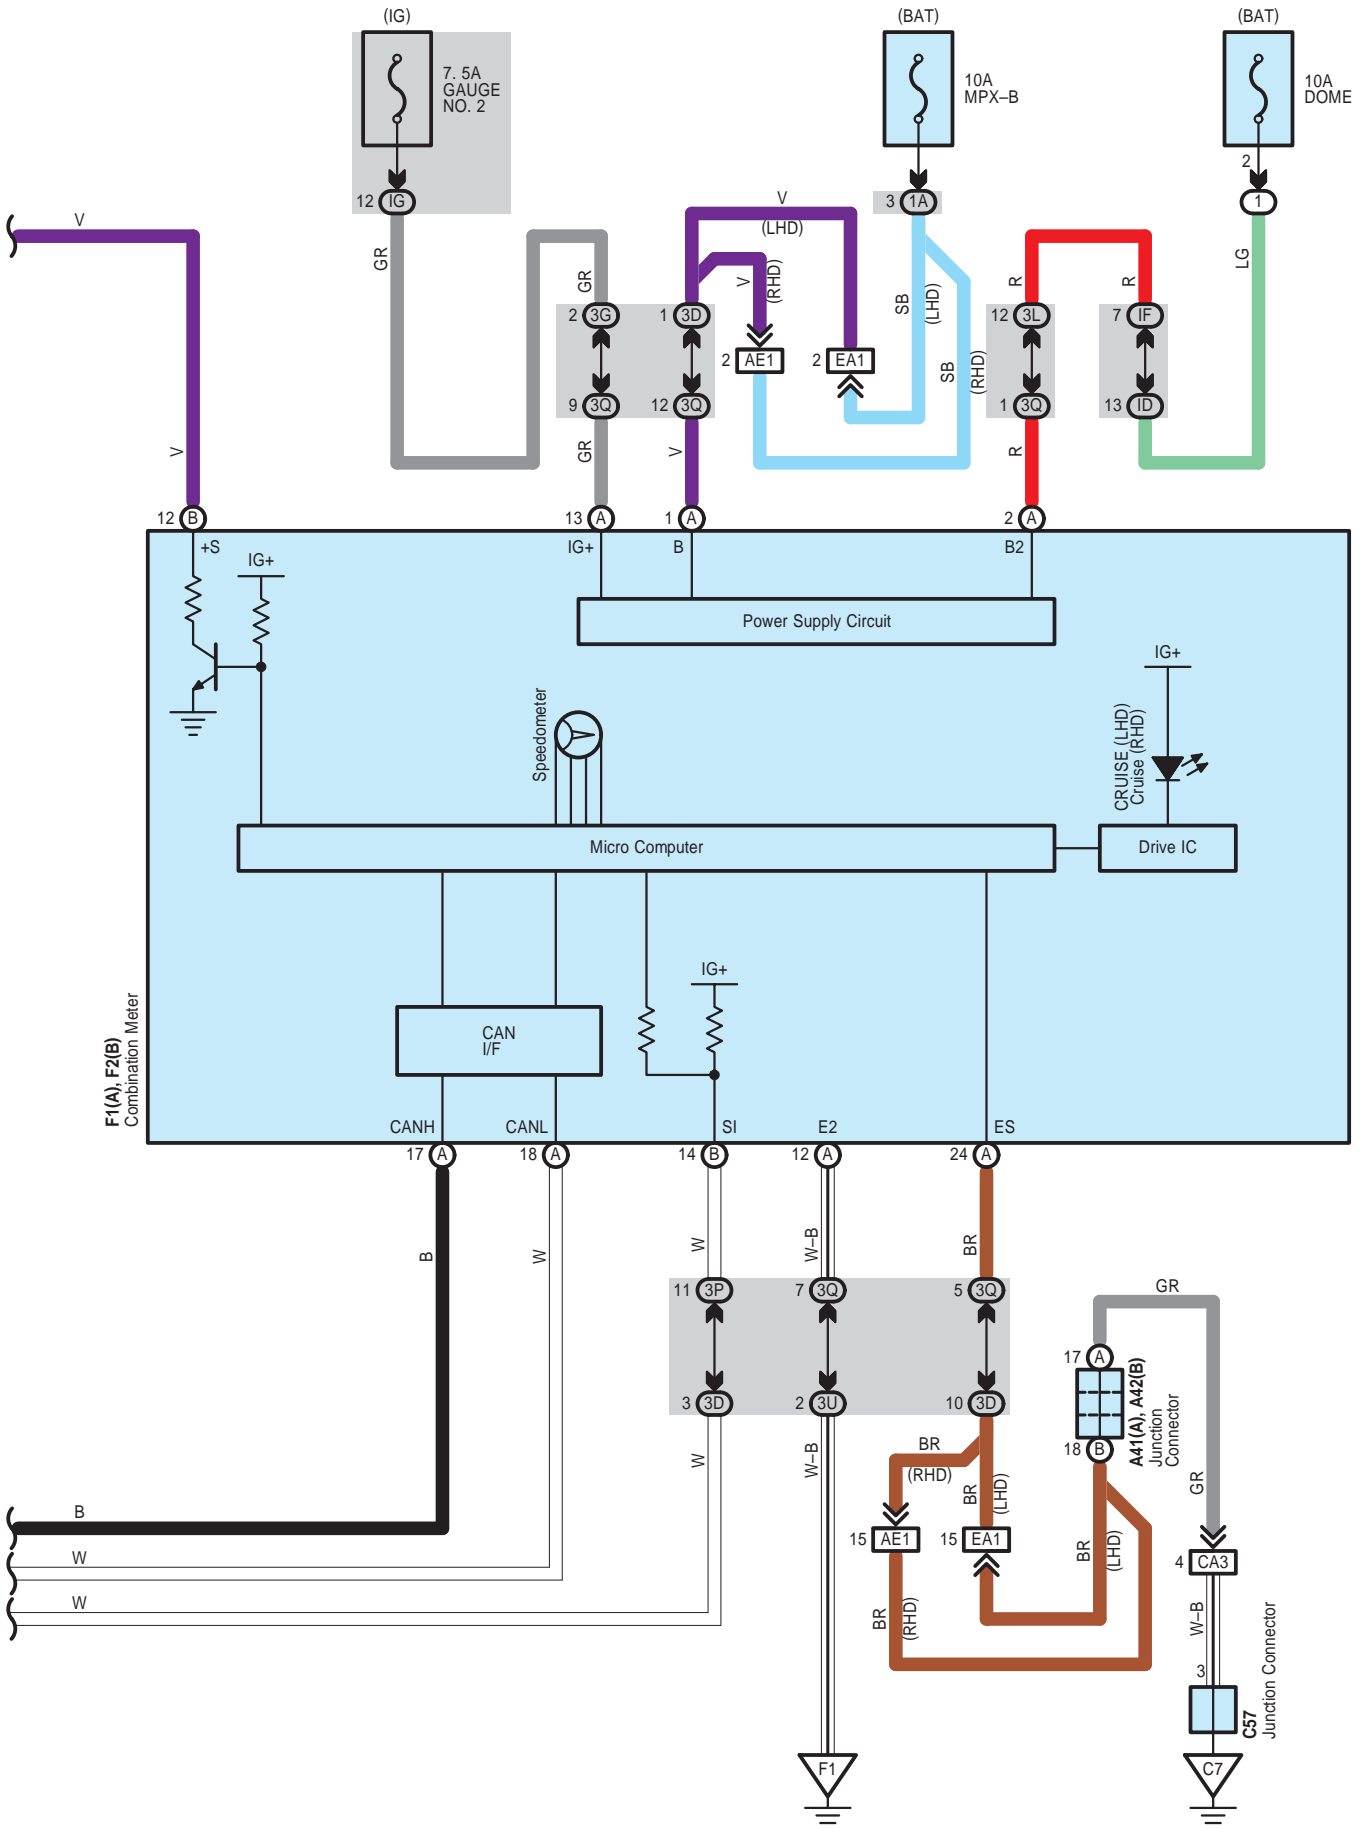 (IG)
(BAT)
(BAT)
7. 5A
GAUGE
NO. 2
10A
MPX–B
10A
DOME
2
12 IG
3 1A
1
V
V
(LHD)
GR
GR
V
(RHD)
SB
(LHD)
SB
(RHD)
R
R
LG
2 3G
1 3D
2 AE1
2 EA1
12 3L
7 IF
9 3Q
12 3Q
1 3Q
13 ID
V
GR
V
R
12 B
13 A
1 A
2 A
+S
IG+
IG+
B
B2
Power Supply Circuit
IG+
Speedometer
CRUISE (LHD)
Cruise (RHD)
Micro Computer
Drive IC
IG+
CAN
I/F
F1(A), F2(B)
Combination Meter
CANH
CANL
SI
E2
ES
17 A
18 A
14 B
12 A
24 A
B
W
W
W–B
BR
11 3P
7 3Q
5 3Q
GR
17 A
3 3D
2 3U
10 3D
A41(A), A42(B)
Junction
Connector
18 B
W
W–B
BR
(RHD)
BR
(LHD)
GR
B
15 AE1
15 EA1
BR
(LHD)
4 CA3
W
W
BR
(RHD)
W–B
3
C57
Junction Connector
F1
C7